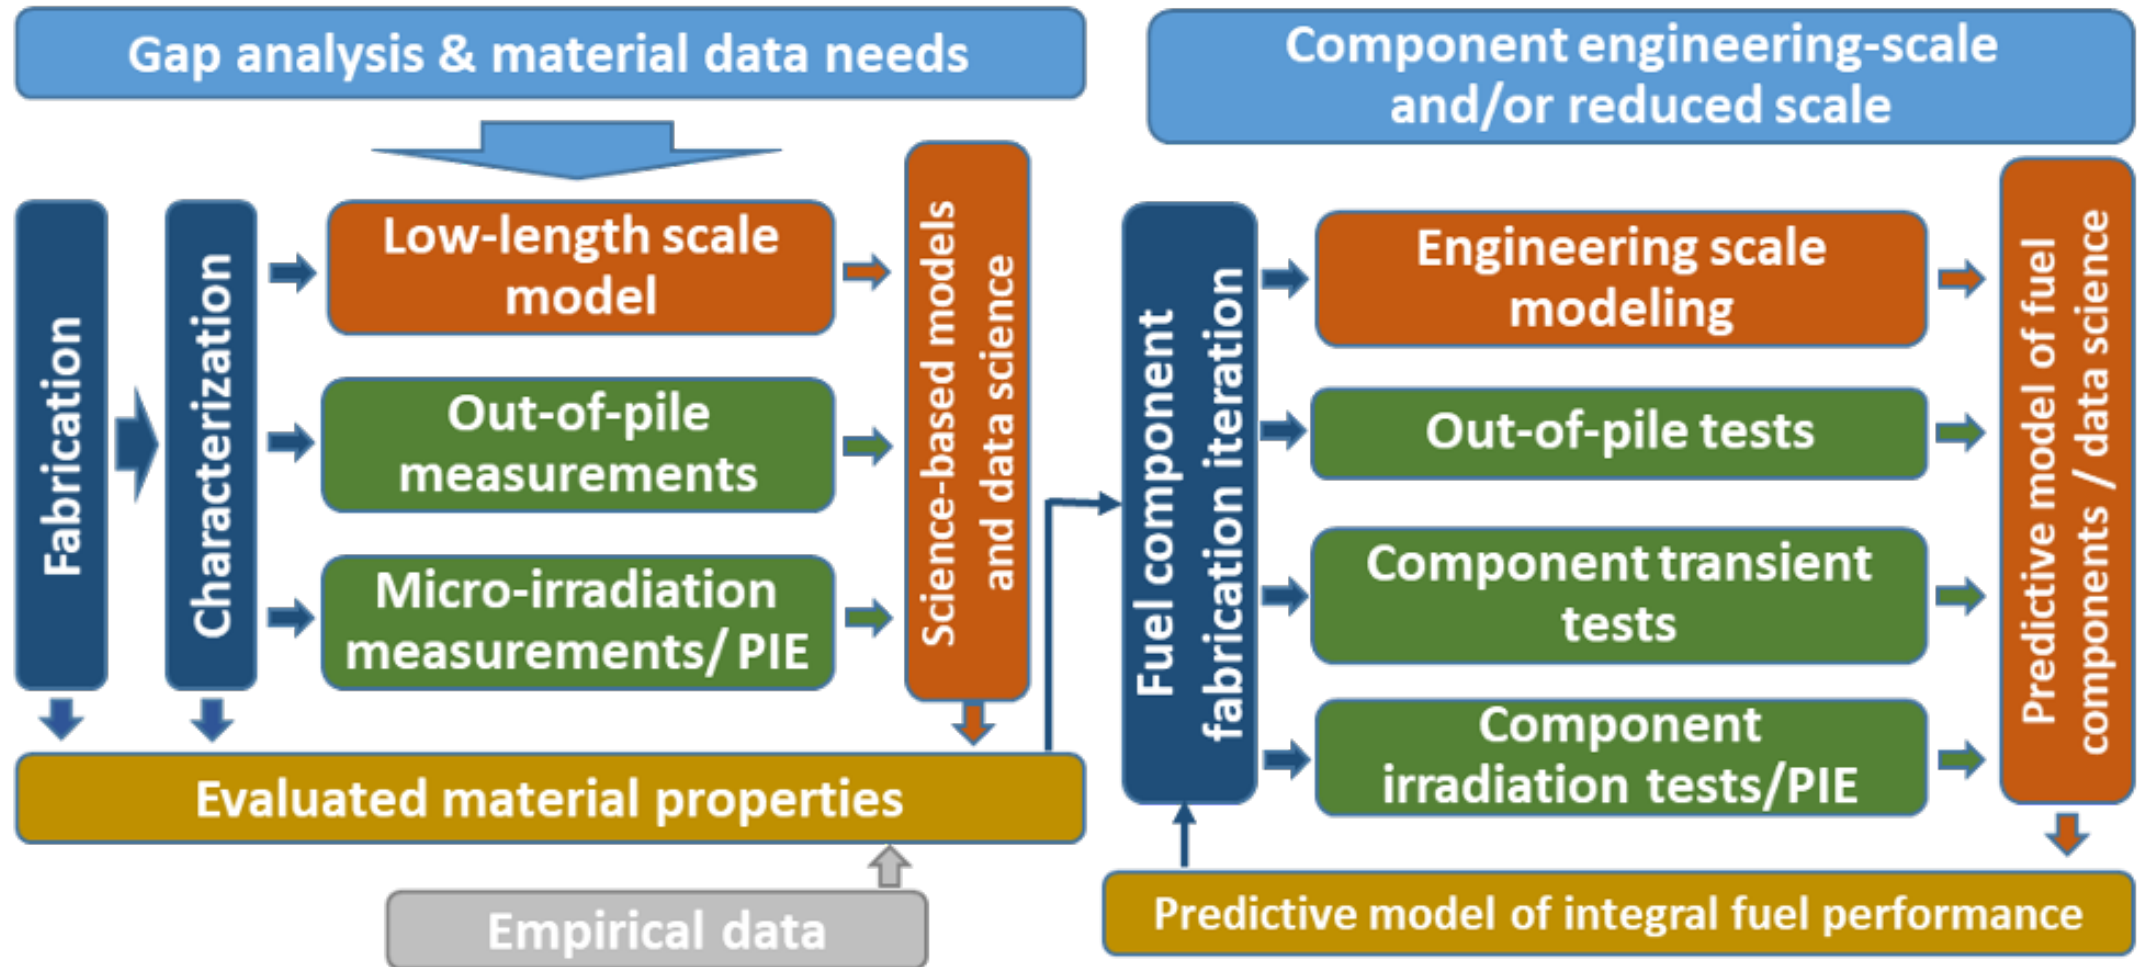 Gap analysis & material data needs
Fabrication
Characterization
Low-length scale
model
Out-of-pile
measurements
Micro-irradiation
measurements/ PIE
Science-based models
and data science
Evaluated material properties
Empirical data
Component engineering-scale
and/or reduced scale
Fuel component
fabrication iteration
Engineering scale
modeling
Out-of-pile tests
Component transient
tests
Component
irradiation tests/PIE
Predictive model of fuel
components / data science
Predictive model of integral fuel performance